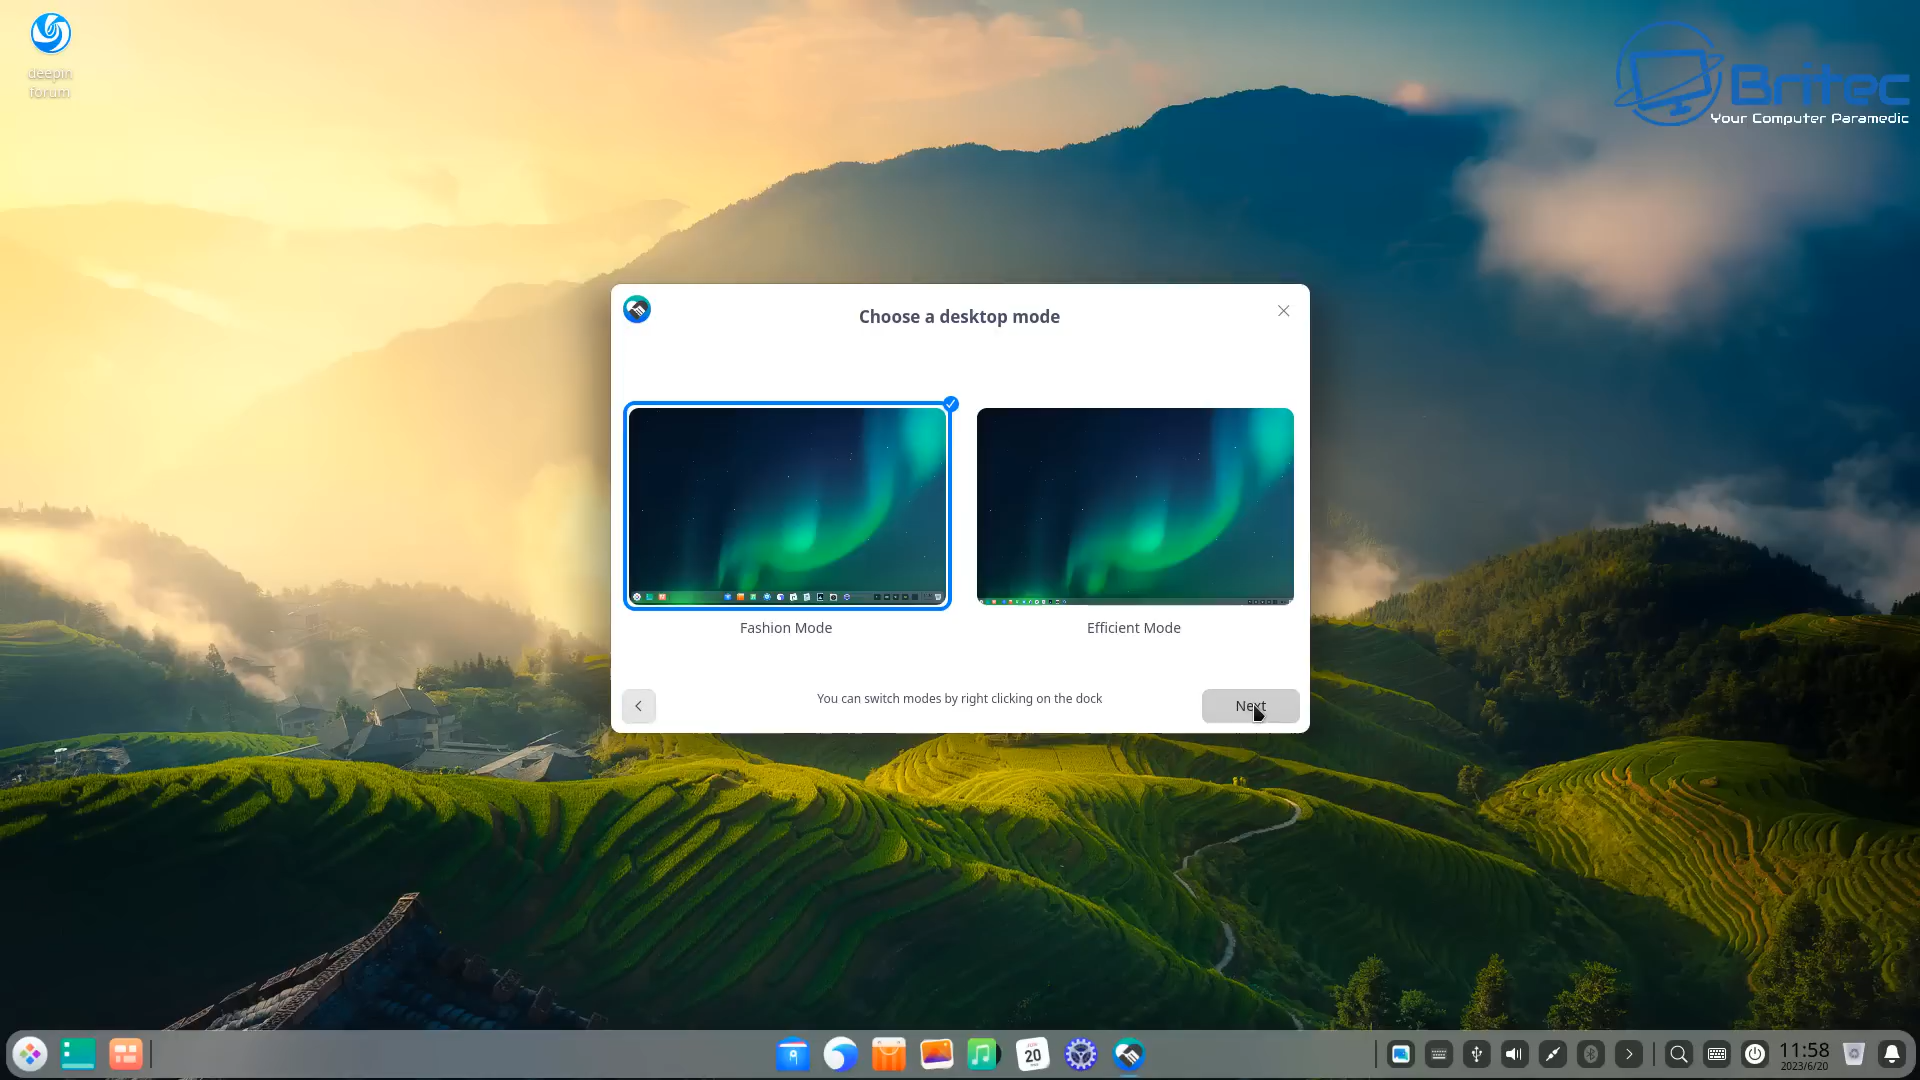 deepin
forum
Britec
Your Computer Paramedic
Choose a desktop mode
Fashion Mode
Efficient Mode
You can switch modes by right clicking on the dock
Next
20
11:58
2023/6/20